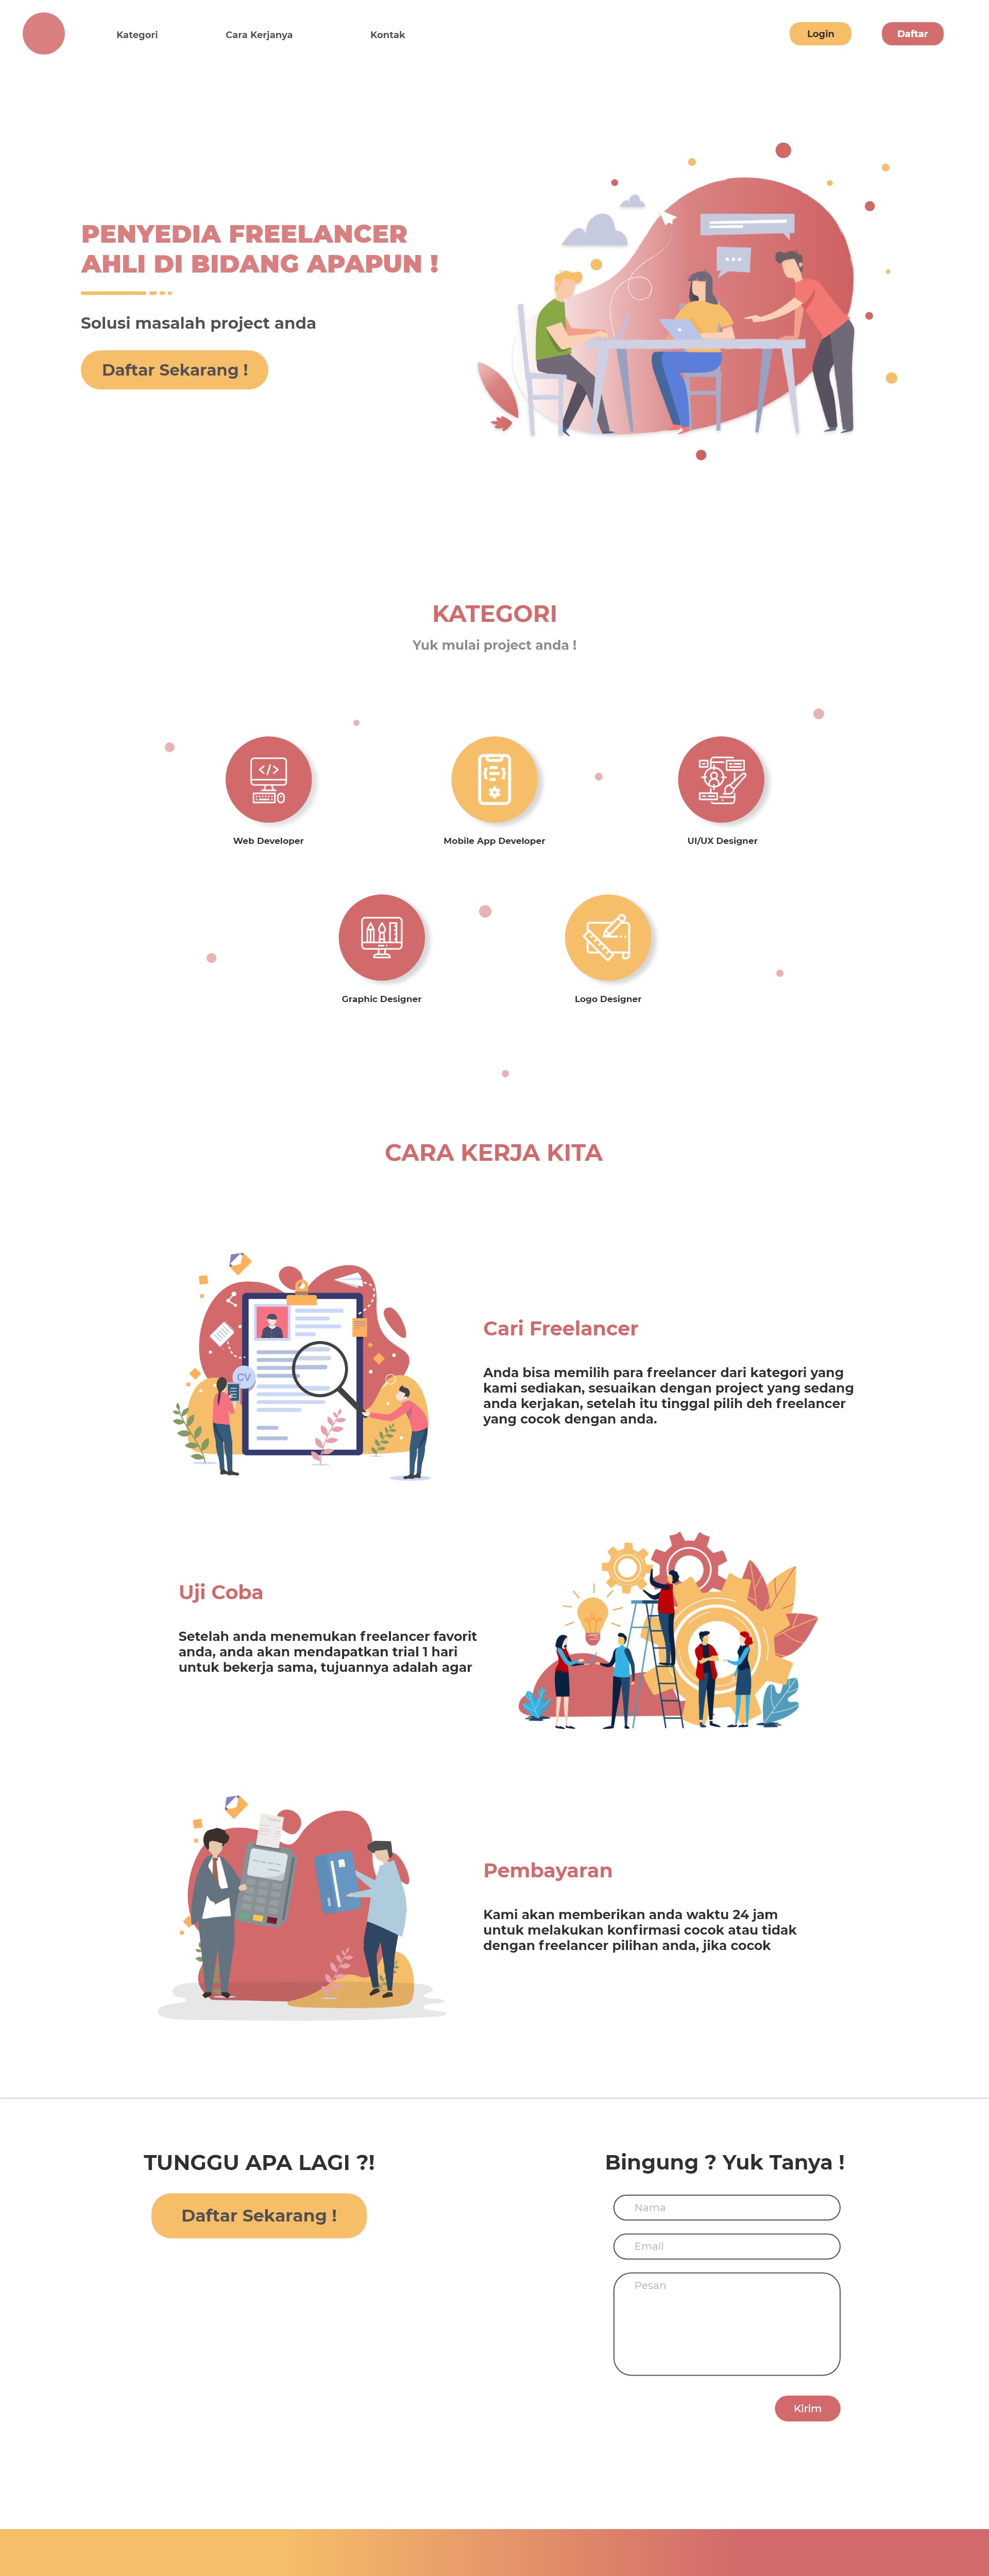 Kategori
Cara Kerjanya
Kontak
Login
Daftar
PENYEDIA FREELANCER
AHLI DI BIDANG APAPUN !
Solusi masalah project anda
Daftar Sekarang !
KATEGORI
Yuk mulai project anda !
Web Developer
Mobile App Developer
UI/UX Designer
Graphic Designer
Logo Designer
CARA KERJA KITA
CV
Cari Freelancer
Anda bisa memilih para freelancer dari kategori yang
kami sediakan, sesuaikan dengan project yang sedang
anda kerjakan, setelah itu tinggal pilih deh freelancer
yang cocok dengan anda.
Uji Coba
Setelah anda menemukan freelancer favorit
anda, anda akan mendapatkan trial 1 hari
untuk bekerja sama, tujuannya adalah agar
Pembayaran
Kami akan memberikan anda waktu 24 jam
untuk melakukan konfirmasi cocok atau tidak
dengan freelancer pilihan anda, jika cocok
TUNGGU APA LAGI ?!
Daftar Sekarang !
Bingung ? Yuk Tanya !
Nama
Email
Pesan
Kirim